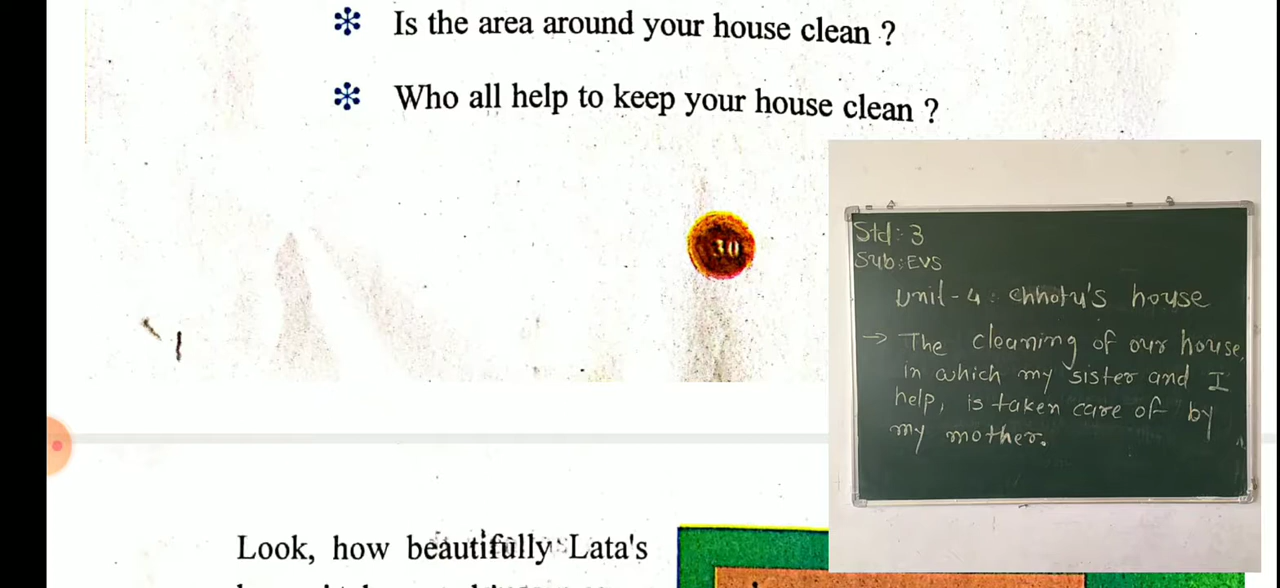 ✻ Is the area around your house clean ?
✻ Who all help to keep your house clean ?
30
Std : 3
Sub : EVS
Unit - 4 : Chhotu's house
→ The cleaning of our house,
in which my sister and I
help, is taken care of by
my mother.
Look, how beautifully Lata's